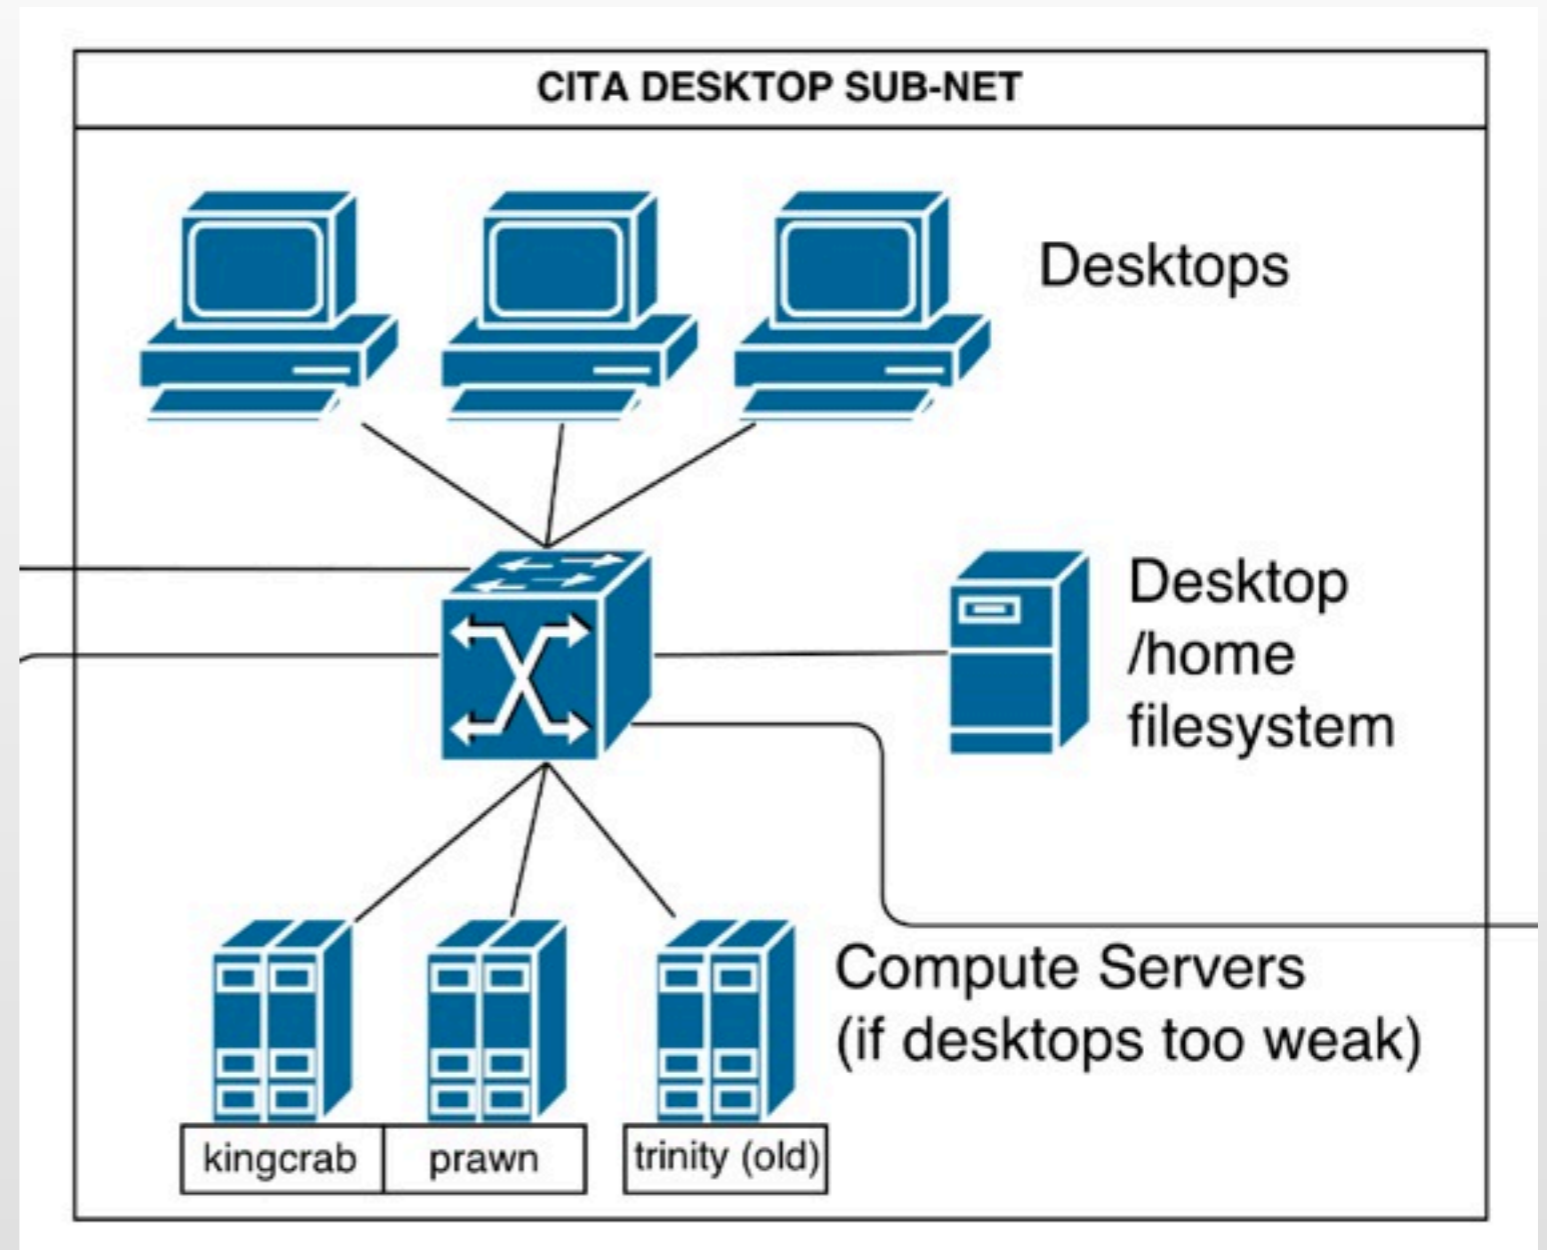 CITA DESKTOP SUB-NET
Desktops
Desktop
/home
filesystem
Compute Servers
(if desktops too weak)
kingcrab
prawn
trinity (old)